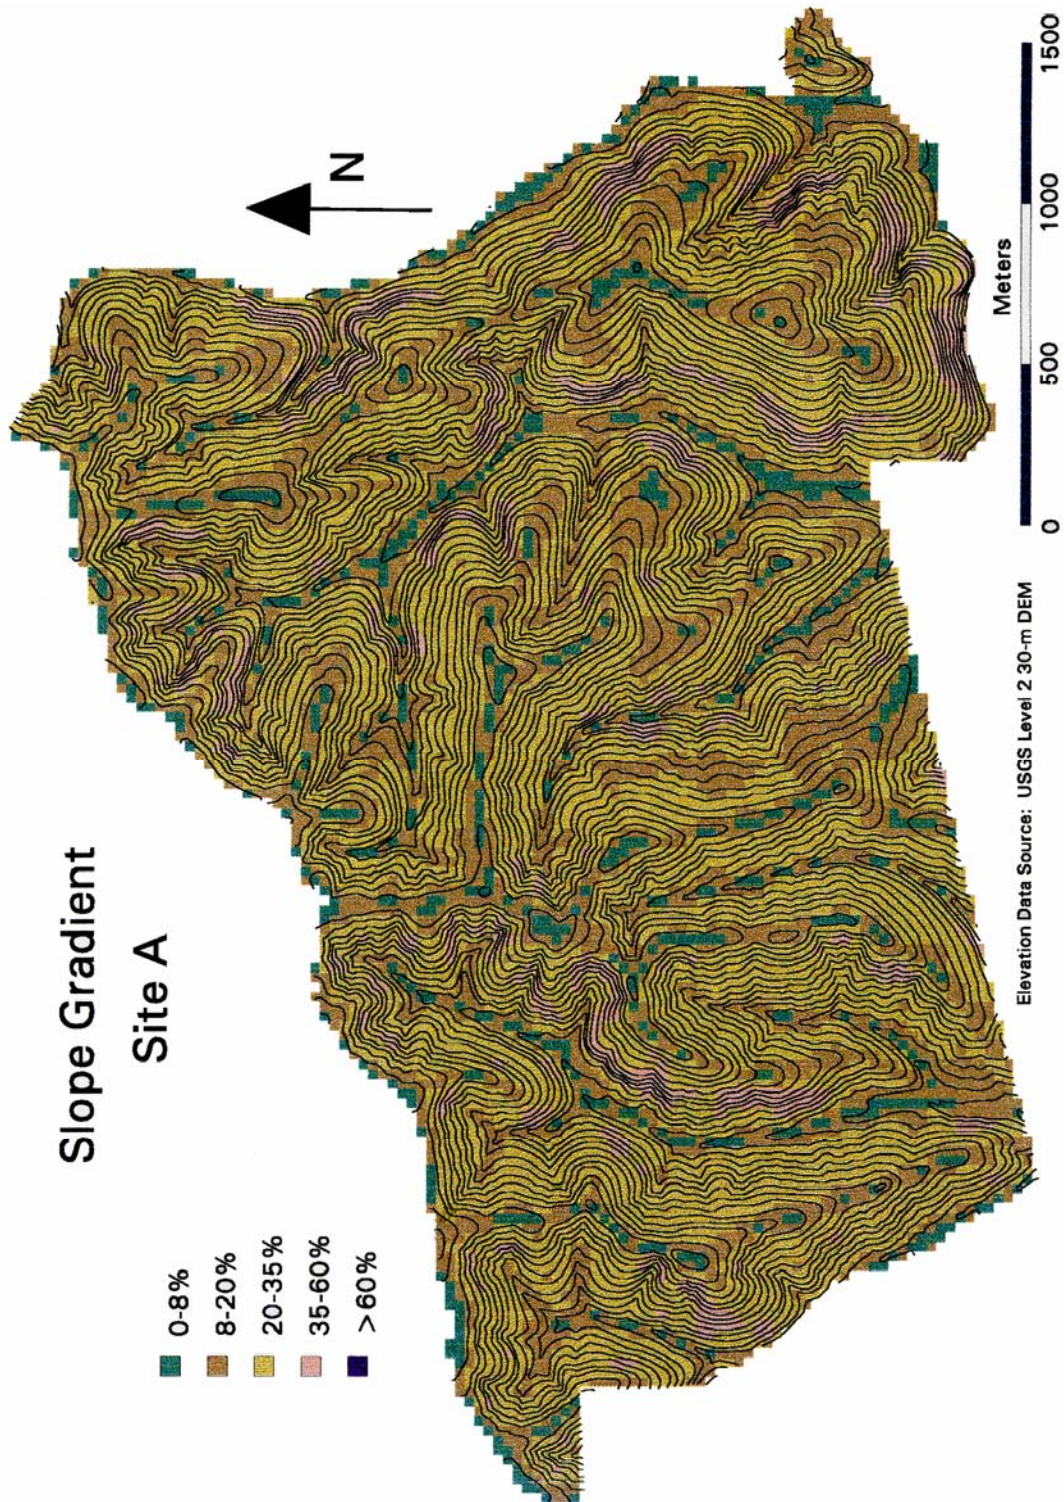 Slope Gradient
Site A
N
0-8%
8-20%
20-35%
35-60%
>60%
Meters
0 500 1000 1500
Elevation Data Source: USGS Level 2 30-m DEM